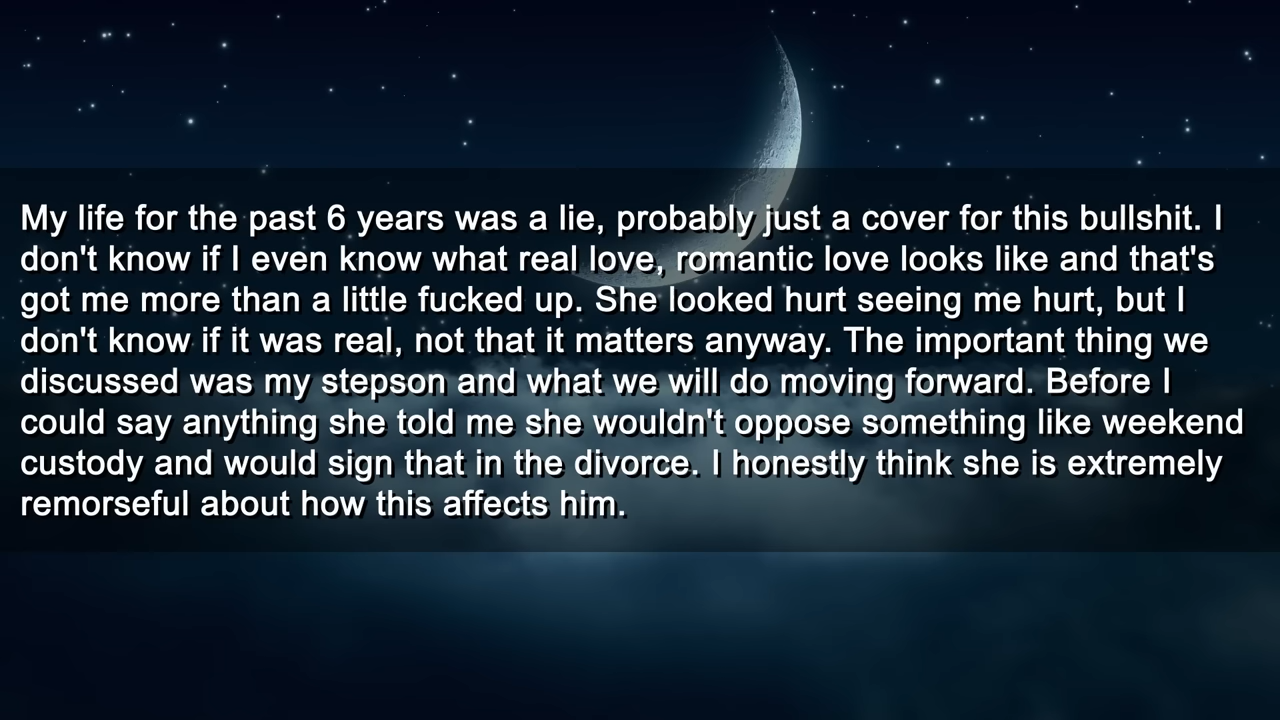 My life for the past 6 years was a lie, probably just a cover for this bullshit. I
don't know if I even know what real love, romantic love looks like and that's
got me more than a little fucked up. She looked hurt seeing me hurt, but I
don't know if it was real, not that it matters anyway. The important thing we
discussed was my stepson and what we will do moving forward. Before I
could say anything she told me she wouldn't oppose something like weekend
custody and would sign that in the divorce. I honestly think she is extremely
remorseful about how this affects him.